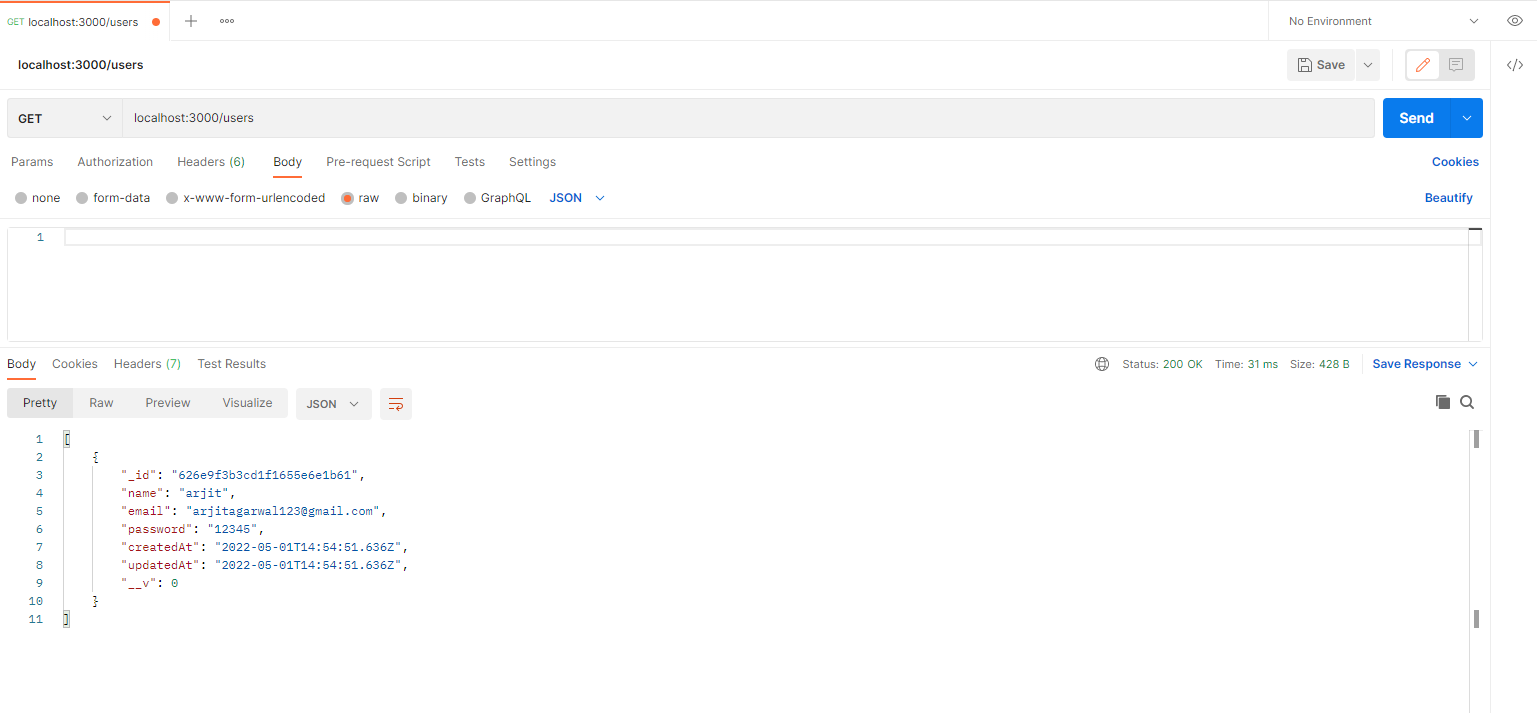 GET localhost:3000/users
No Environment
localhost:3000/users
Save
GET localhost:3000/users Send
Params Authorization Headers (6) Body Pre-request Script Tests Settings Cookies
none form-data x-www-form-urlencoded raw binary GraphQL JSON Beautify
1
Body Cookies Headers (7) Test Results Status: 200 OK Time: 31 ms Size: 428 B Save Response
Pretty Raw Preview Visualize JSON
1 [
2 {
3 "_id": "626e9f3b3cd1f1655e6e1b61",
4 "name": "arjit",
5 "email": "arjitagarwal123@gmail.com",
6 "password": "12345",
7 "createdAt": "2022-05-01T14:54:51.636Z",
8 "updatedAt": "2022-05-01T14:54:51.636Z",
9 "__v": 0
10 }
11 ]